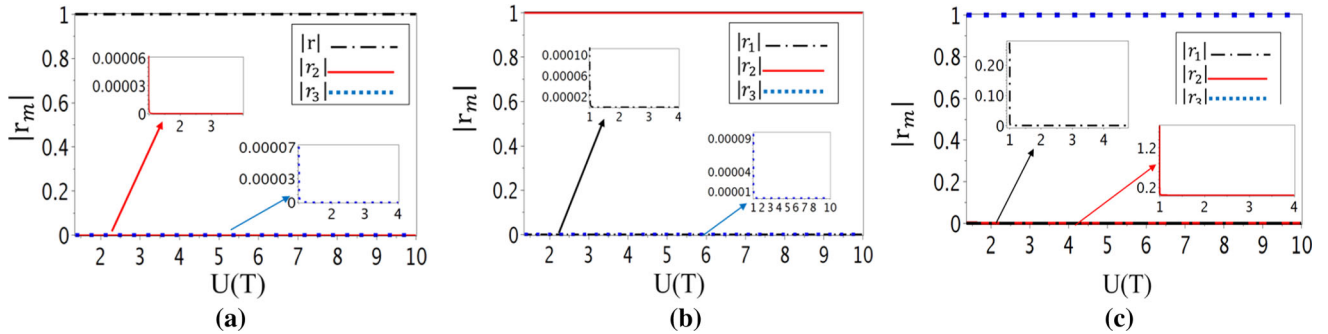 1
0.8
0.6
0.4
0.2
0
|r_m|
2 3 4 5 6 7 8 9 10
U(T)
|r|
|r_2|
|r_3|
0.00006
0.00003
0
2 3
0.00007
0.00003
0
2 3 4
(a)
1
0.8
0.6
0.4
0.2
0
|r_m|
2 3 4 5 6 7 8 9 10
U(T)
|r_1|
|r_2|
|r_3|
0.00010
0.00006
0.00002
1 2 3 4
0.00009
0.00004
0.00001
1 2 3 4 5 6 7 8 10
(b)
1
0.8
0.6
0.4
0.2
0
|r_m|
2 3 4 5 6 7 8 9 10
U(T)
|r_1|
|r_2|
|r_3|
0.20
0.10
0
1 2 3 4
1.2
0.2
1 2 3 4
(c)